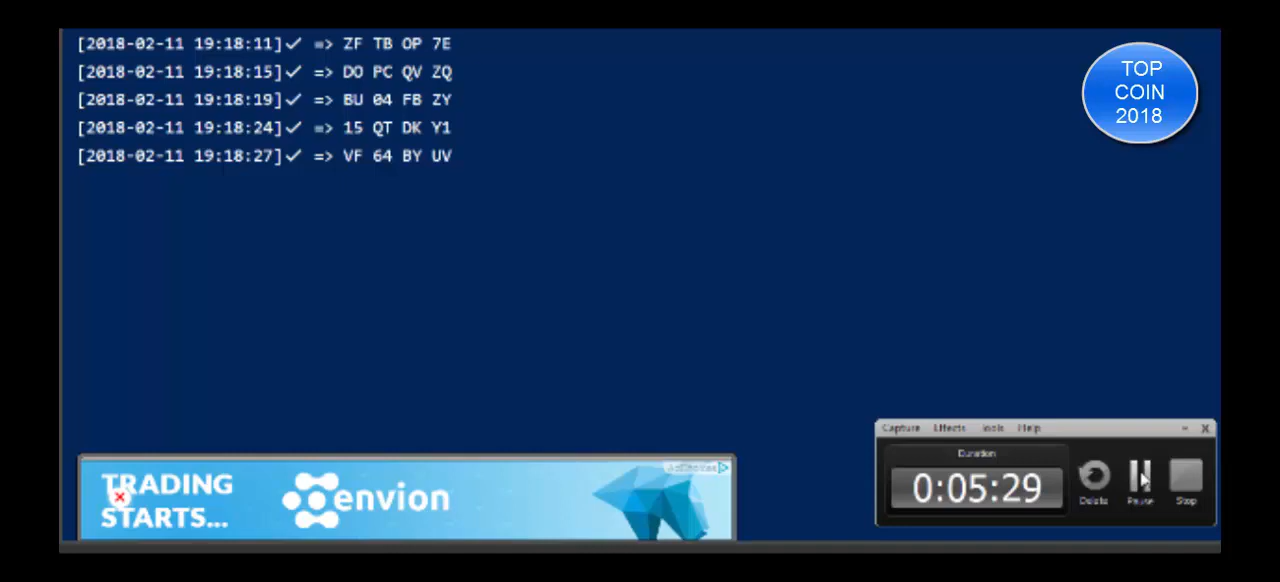 [2018-02-11 19:18:11]✓ => ZF TB OP 7E
[2018-02-11 19:18:15]✓ => DO PC QV ZQ
[2018-02-11 19:18:19]✓ => BU 04 FB ZY
[2018-02-11 19:18:24]✓ => 15 QT DK Y1
[2018-02-11 19:18:27]✓ => VF 64 BY UV
TOP
COIN
2018
Capture Effects Tools Help
Duration
0:05:29
Delete Pause Stop
AdChoices
TRADING
STARTS...
envion